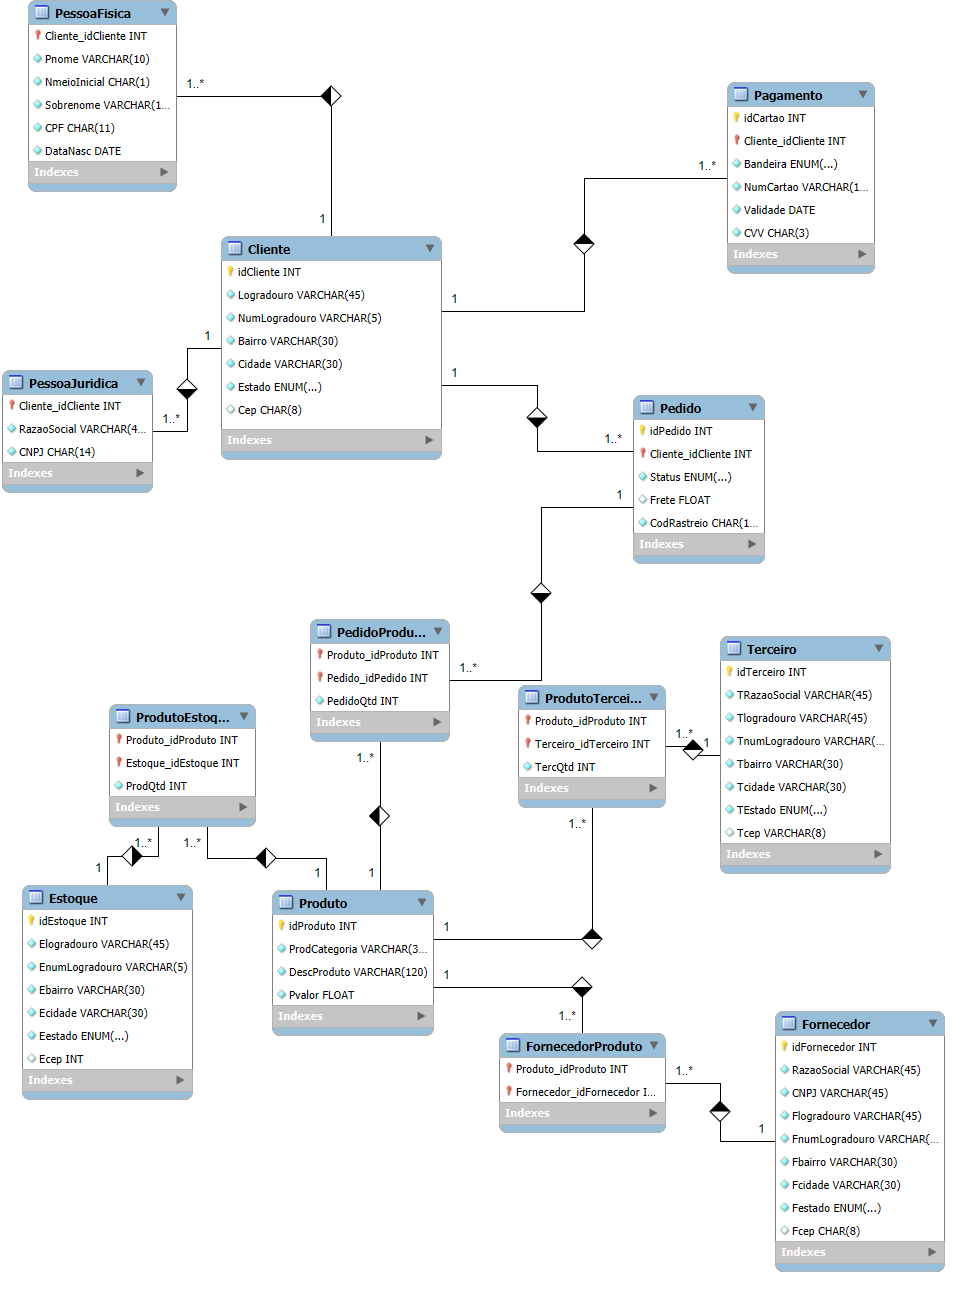 PessoaFisica
Cliente_idCliente INT
Pnome VARCHAR(10)
NmeioInicial CHAR(1)
Sobrenome VARCHAR(1...
CPF CHAR(11)
DataNasc DATE
Indexes
1..*
1
Pagamento
idCartao INT
Cliente_idCliente INT
Bandeira ENUM(...)
NumCartao VARCHAR(1...
Validade DATE
CVV CHAR(3)
Indexes
1..*
1
Cliente
idCliente INT
Logradouro VARCHAR(45)
NumLogradouro VARCHAR(5)
Bairro VARCHAR(30)
Cidade VARCHAR(30)
Estado ENUM(...)
Cep CHAR(8)
Indexes
1
1..*
PessoaJuridica
Cliente_idCliente INT
RazaoSocial VARCHAR(4...
CNPJ CHAR(14)
Indexes
1
1..*
Pedido
idPedido INT
Cliente_idCliente INT
Status ENUM(...)
Frete FLOAT
CodRastreio CHAR(1...
Indexes
1
1..*
PedidoProdu...
Produto_idProduto INT
Pedido_idPedido INT
PedidoQtd INT
Indexes
1..*
1
ProdutoTercei...
Produto_idProduto INT
Terceiro_idTerceiro INT
TercQtd INT
Indexes
1..*
1
1..*
Terceiro
idTerceiro INT
TRazaoSocial VARCHAR(45)
Tlogradouro VARCHAR(45)
TnumLogradouro VARCHAR(...
Tbairro VARCHAR(30)
Tcidade VARCHAR(30)
TEstado ENUM(...)
Tcep VARCHAR(8)
Indexes
ProdutoEstoq...
Produto_idProduto INT
Estoque_idEstoque INT
ProdQtd INT
Indexes
1..*
1..*
1
1
Estoque
idEstoque INT
Elogradouro VARCHAR(45)
EnumLogradouro VARCHAR(5)
Ebairro VARCHAR(30)
Ecidade VARCHAR(30)
Eestado ENUM(...)
Ecep INT
Indexes
Produto
idProduto INT
ProdCategoria VARCHAR(3...
DescProduto VARCHAR(120)
Pvalor FLOAT
Indexes
1
1
1..*
FornecedorProduto
Produto_idProduto INT
Fornecedor_idFornecedor I...
Indexes
1..*
1
Fornecedor
idFornecedor INT
RazaoSocial VARCHAR(45)
CNPJ VARCHAR(45)
Flogradouro VARCHAR(45)
FnumLogradouro VARCHAR(...
Fbairro VARCHAR(30)
Fcidade VARCHAR(30)
Festado ENUM(...)
Fcep CHAR(8)
Indexes